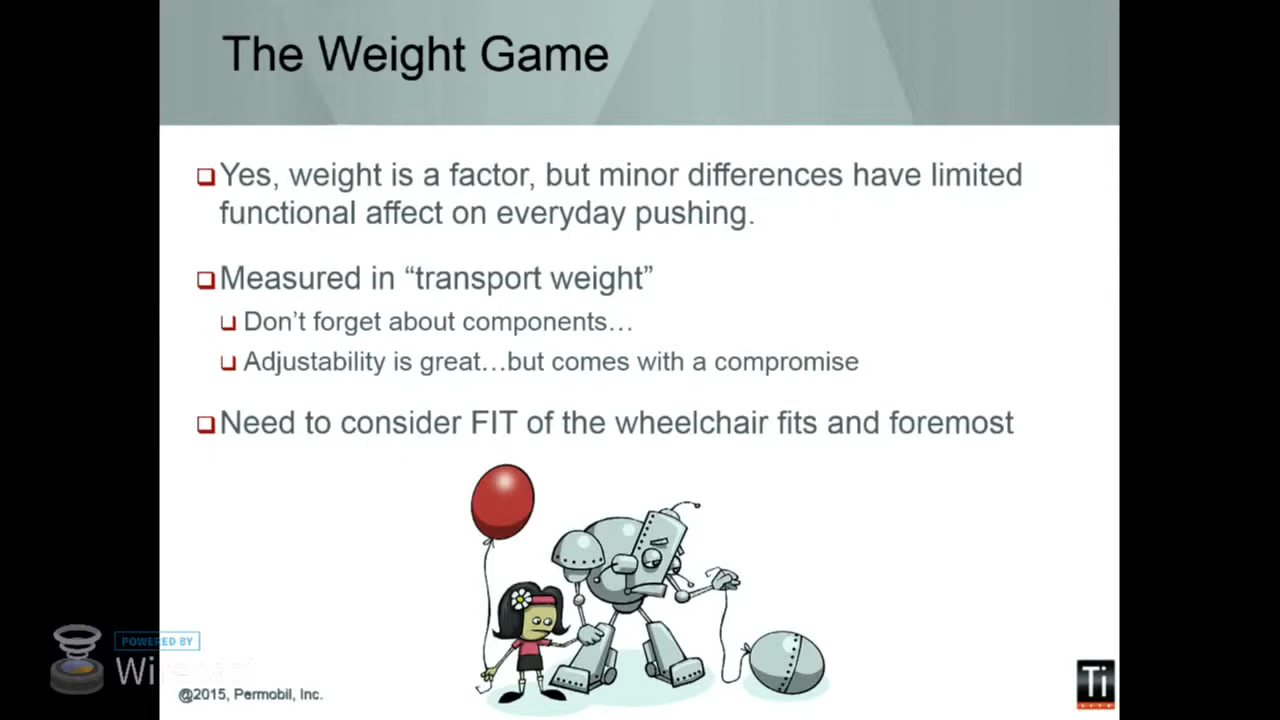 The Weight Game
Yes, weight is a factor, but minor differences have limited
functional affect on everyday pushing.
Measured in “transport weight”
Don’t forget about components…
Adjustability is great…but comes with a compromise
Need to consider FIT of the wheelchair fits and foremost
POWERED BY
@2015, Permobil, Inc.
Ti